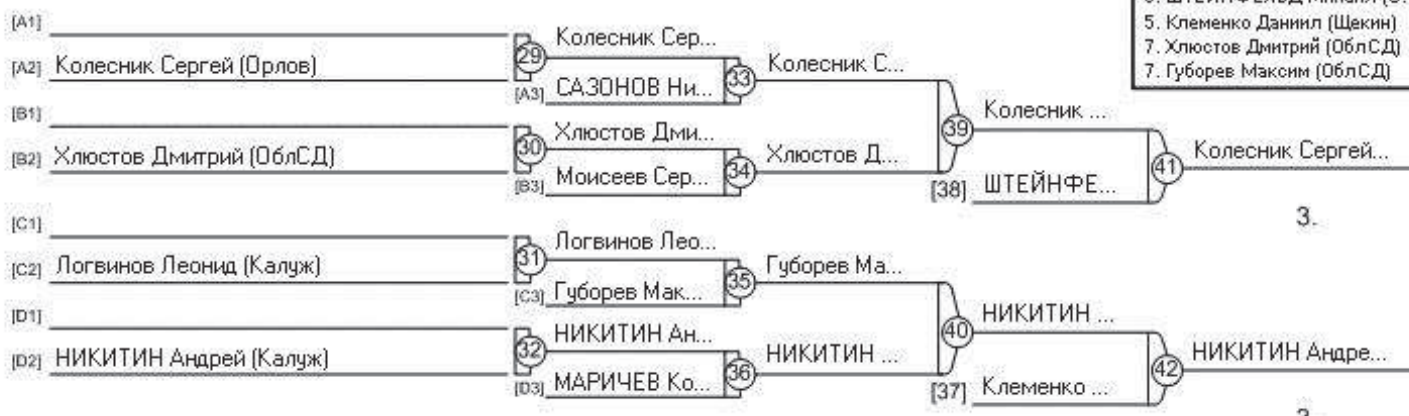 5. Клеменко Даниил (Щекин)
7. Хлюстов Дмитрий (ОблСД)
7. Губорев Максим (ОблСД)
[A1]
[A2] Колесник Сергей (Орлов)
29
Колесник Сер...
[A3] САЗОНОВ Ни...
33
Колесник С...
[B1]
[B2] Хлюстов Дмитрий (ОблСД)
30
Хлюстов Дми...
[B3] Моисеев Сер...
34
Хлюстов Д...
39
Колесник ...
[38] ШТЕЙНФЕ...
41
Колесник Сергей...
3.
[C1]
[C2] Логвинов Леонид (Калуж)
31
Логвинов Лео...
[C3] Губорев Мак...
35
Губорев Ма...
[D1]
[D2] НИКИТИН Андрей (Калуж)
32
НИКИТИН Ан...
[D3] МАРИЧЕВ Ко...
36
НИКИТИН ...
40
НИКИТИН ...
[37] Клеменко ...
42
НИКИТИН Андре...